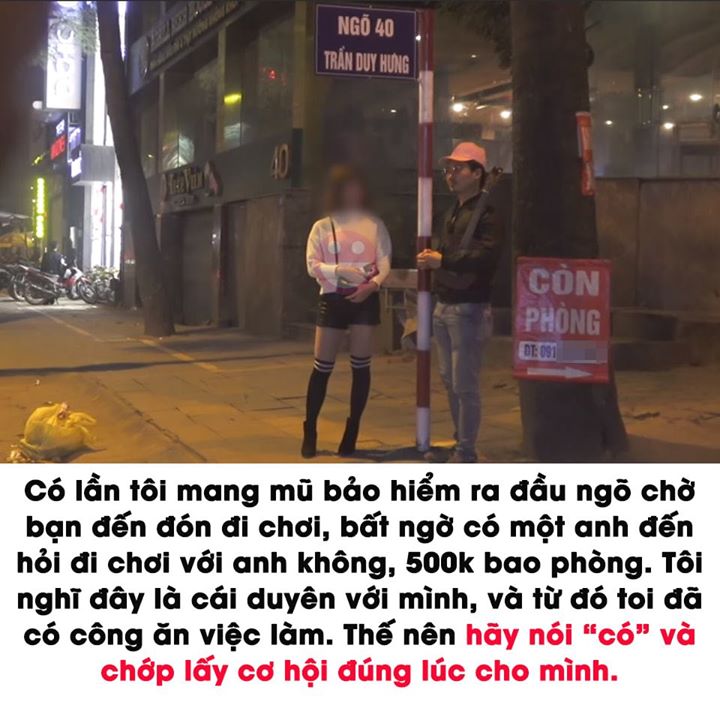 NGÕ 40
TRẦN DUY HƯNG
40
CÒN
PHÒNG
ĐT: 091
Có lần tôi mang mũ bảo hiểm ra đầu ngõ chờ
bạn đến đón đi chơi, bất ngờ có một anh đến
hỏi đi chơi với anh không, 500k bao phòng. Tôi
nghĩ đây là cái duyên với mình, và từ đó toi đã
có công ăn việc làm. Thế nên hãy nói “có” và
chớp lấy cơ hội đúng lúc cho mình.